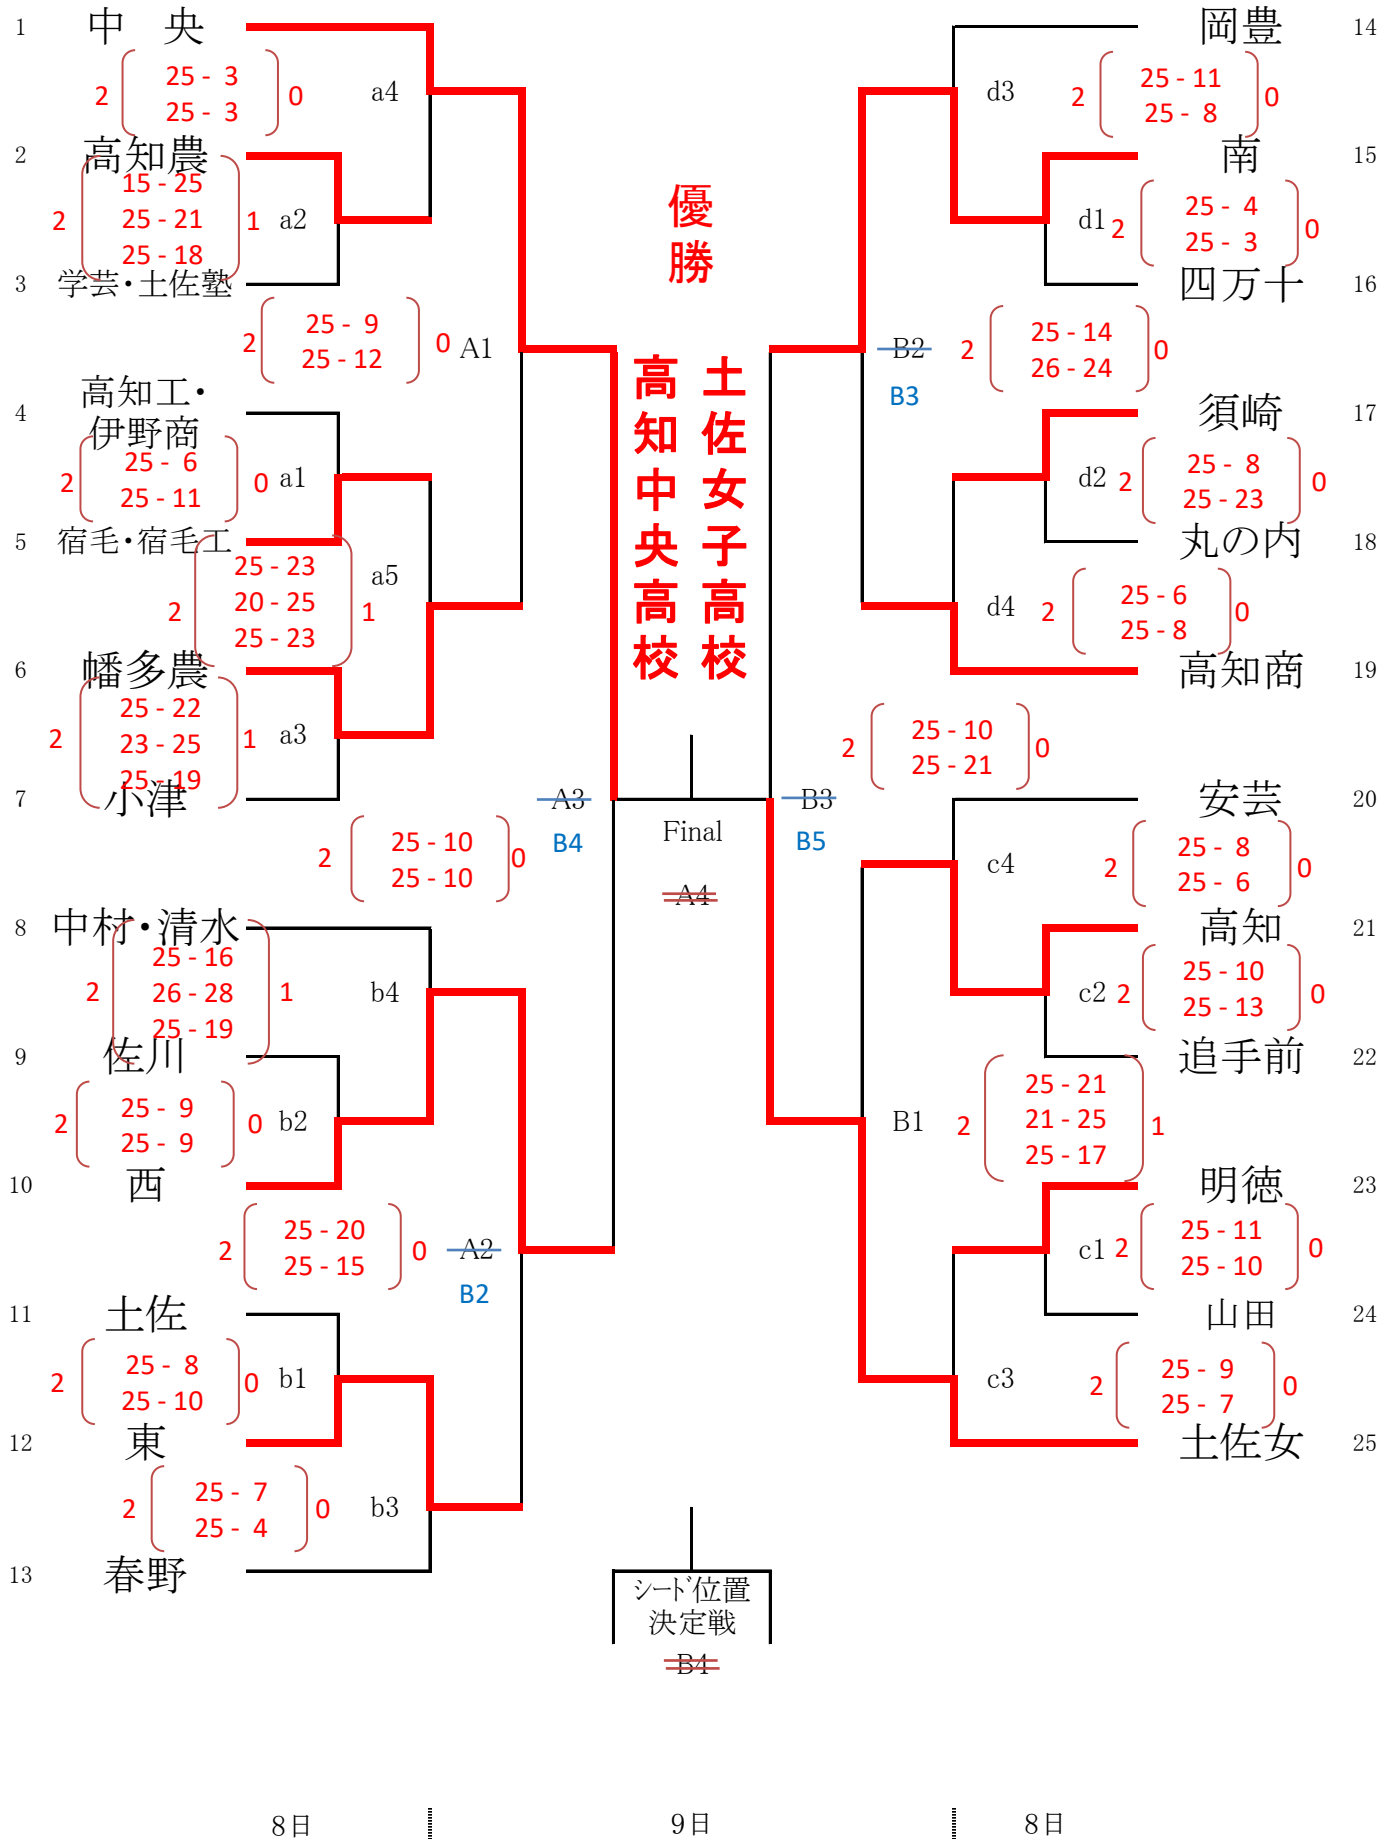 1 中　央
2 25 - 3 0
25 - 3
a4
2 高知農
15 - 25
2 25 - 21 1 a2
25 - 18
3 学芸・土佐塾
2 25 - 9 0 A1
25 - 12
高知工・
4 伊野商
2 25 - 6 0 a1
25 - 11
5 宿毛・宿毛工
25 - 23 a5
2 20 - 25 1
25 - 23
6 幡多農
25 - 22
2 23 - 25 1 a3
25 - 19
7 小津
A3
B4
2 25 - 10 0
25 - 10
8 中村・清水
25 - 16
2 26 - 28 1 b4
25 - 19
9 佐川
2 25 - 9 0 b2
25 - 9
10 西
2 25 - 20 0 A2
25 - 15 B2
11 土佐
2 25 - 8 0 b1
25 - 10
12 東
2 25 - 7 0 b3
25 - 4
13 春野
優勝
土佐女子高校
高知中央高校
Final
A4
シード位置
決定戦
B4
岡豊 14
d3 2 25 - 11 0
25 - 8
南 15
d1 2 25 - 4 0
25 - 3
四万十 16
B2 2 25 - 14 0
B3 26 - 24
須崎 17
d2 2 25 - 8 0
25 - 23
丸の内 18
d4 2 25 - 6 0
25 - 8
高知商 19
2 25 - 10 0
25 - 21
B3
B5
安芸 20
c4 2 25 - 8 0
25 - 6
高知 21
c2 2 25 - 10 0
25 - 13
追手前 22
25 - 21
B1 2 21 - 25 1
25 - 17
明徳 23
c1 2 25 - 11 0
25 - 10
山田 24
c3 2 25 - 9 0
25 - 7
土佐女 25
8日 9日 8日